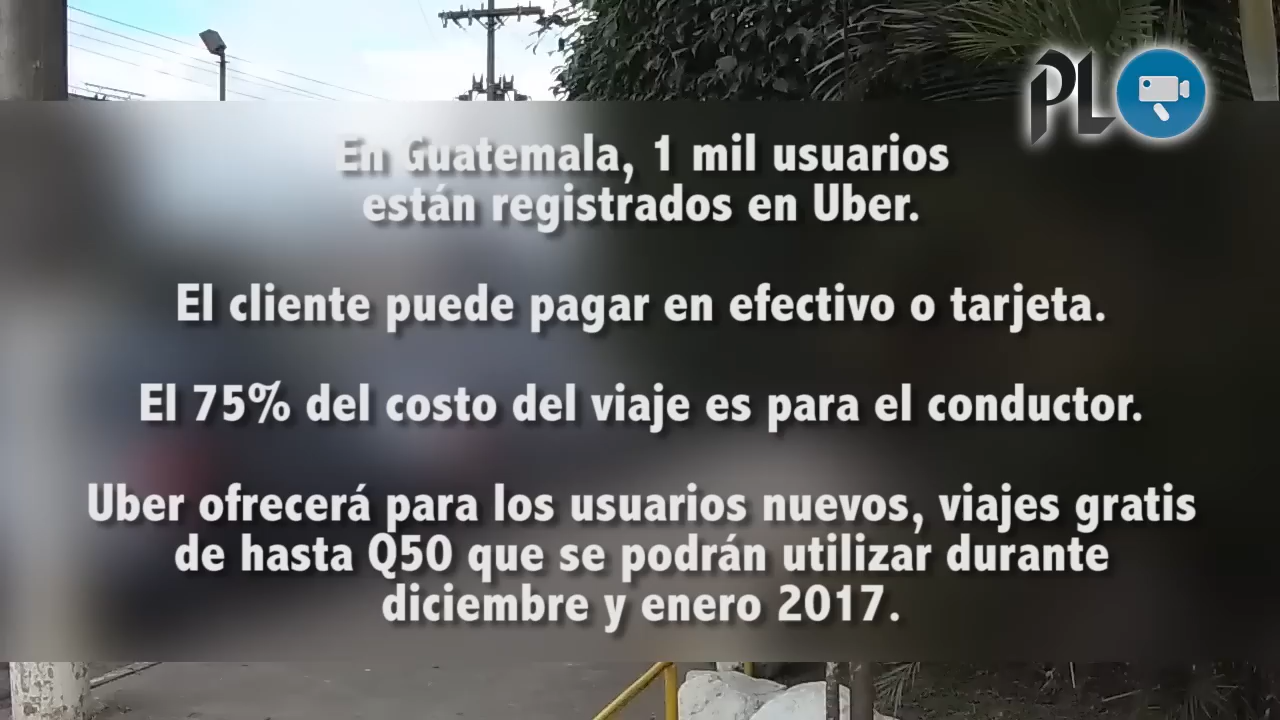 PL
En Guatemala, 1 mil usuarios
están registrados en Uber.
El cliente puede pagar en efectivo o tarjeta.
El 75% del costo del viaje es para el conductor.
Uber ofrecerá para los usuarios nuevos, viajes gratis
de hasta Q50 que se podrán utilizar durante
diciembre y enero 2017.